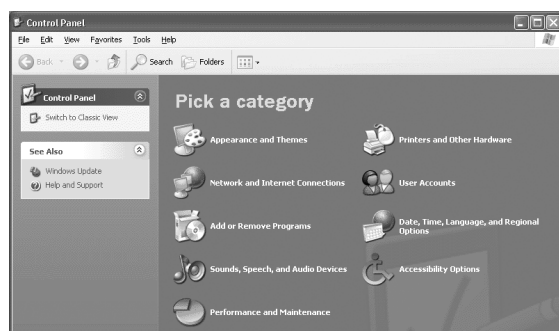 Control Panel
File Edit View Favorites Tools Help
Back Search Folders
Control Panel
Switch to Classic View
See Also
Windows Update
Help and Support
Pick a category
Appearance and Themes
Printers and Other Hardware
Network and Internet Connections
User Accounts
Add or Remove Programs
Date, Time, Language, and Regional
Options
Sounds, Speech, and Audio Devices
Accessibility Options
Performance and Maintenance